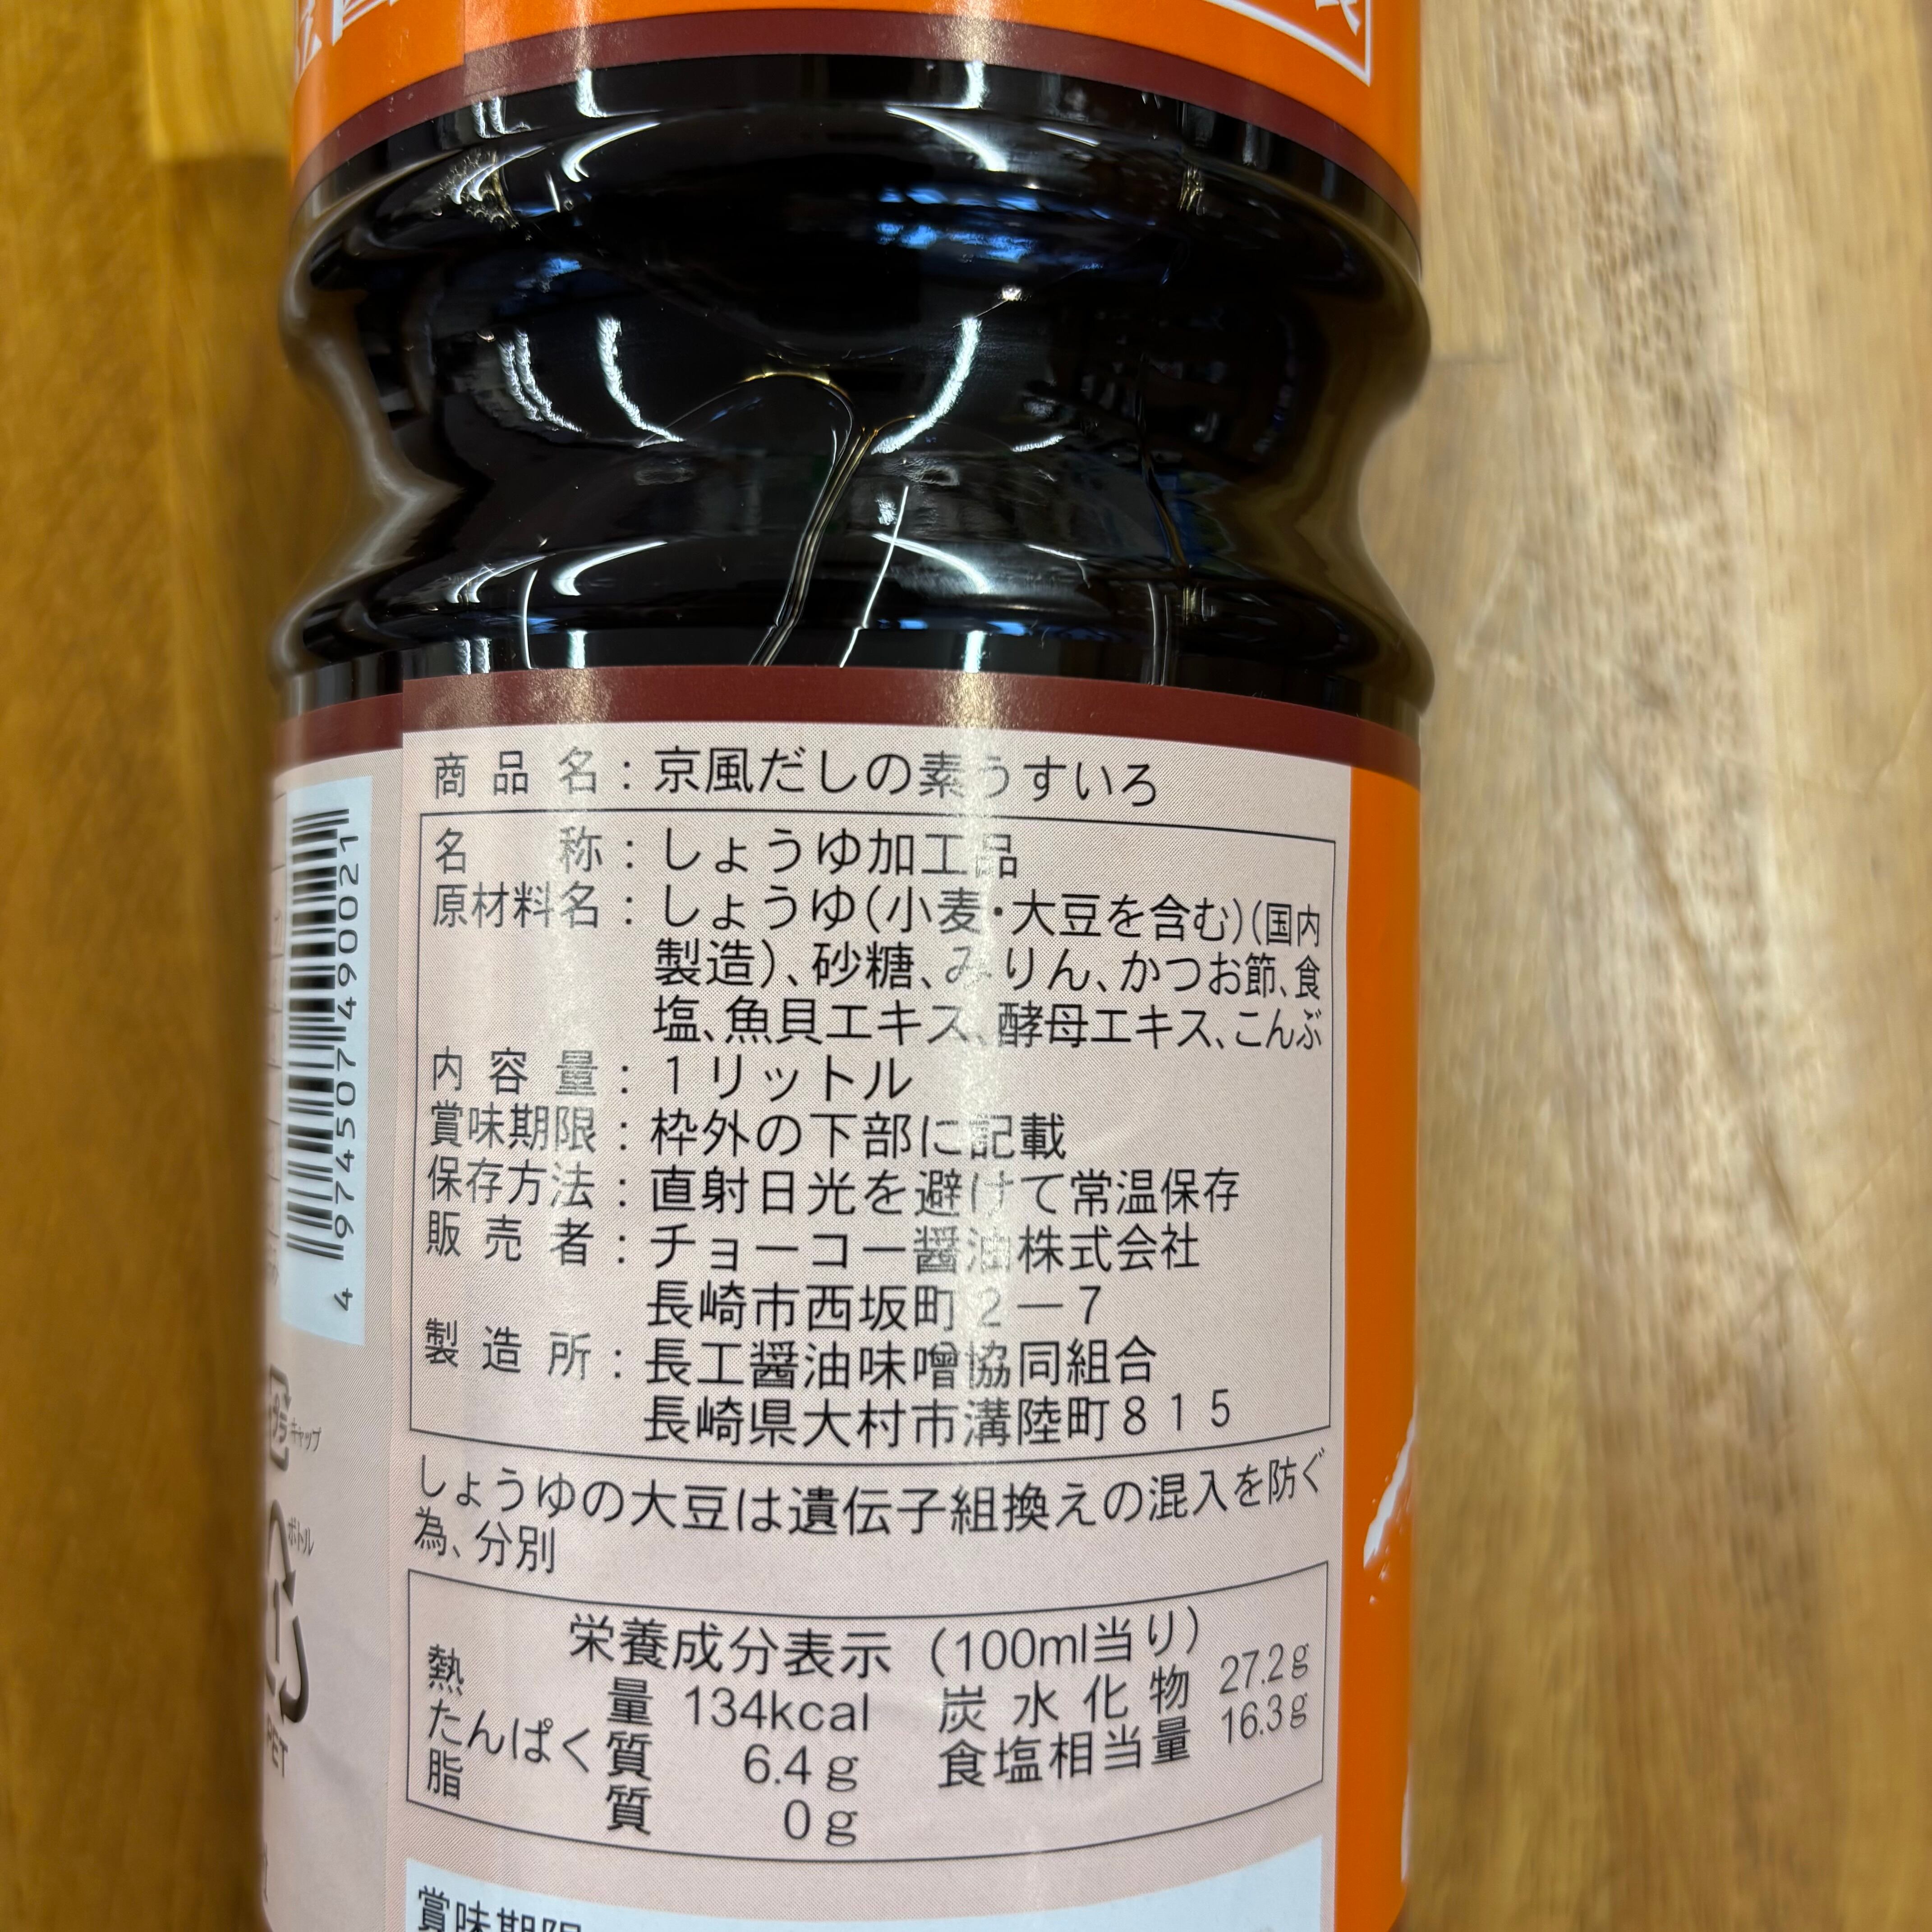 商品名：京風だしの素うすいろ
名称：しょうゆ加工品
原材料名：しょうゆ(小麦・大豆を含む)(国内
製造)、砂糖、みりん、かつお節、食
塩、魚貝エキス、酵母エキス、こんぶ
内容量：1リットル
賞味期限：枠外の下部に記載
保存方法：直射日光を避けて常温保存
販売者：チョーコー醤油株式会社
長崎市西坂町2―7
製造所：長工醤油味噌協同組合
長崎県大村市溝陸町815
しょうゆの大豆は遺伝子組換えの混入を防ぐ
為、分別
栄養成分表示（100ml当り）
熱量 134kcal 炭水化物 27.2g
たんぱく質 6.4g 食塩相当量 16.3g
脂質 0g
賞味期限
4 974507 490021
プラ キャップ
ボトル
1
PET